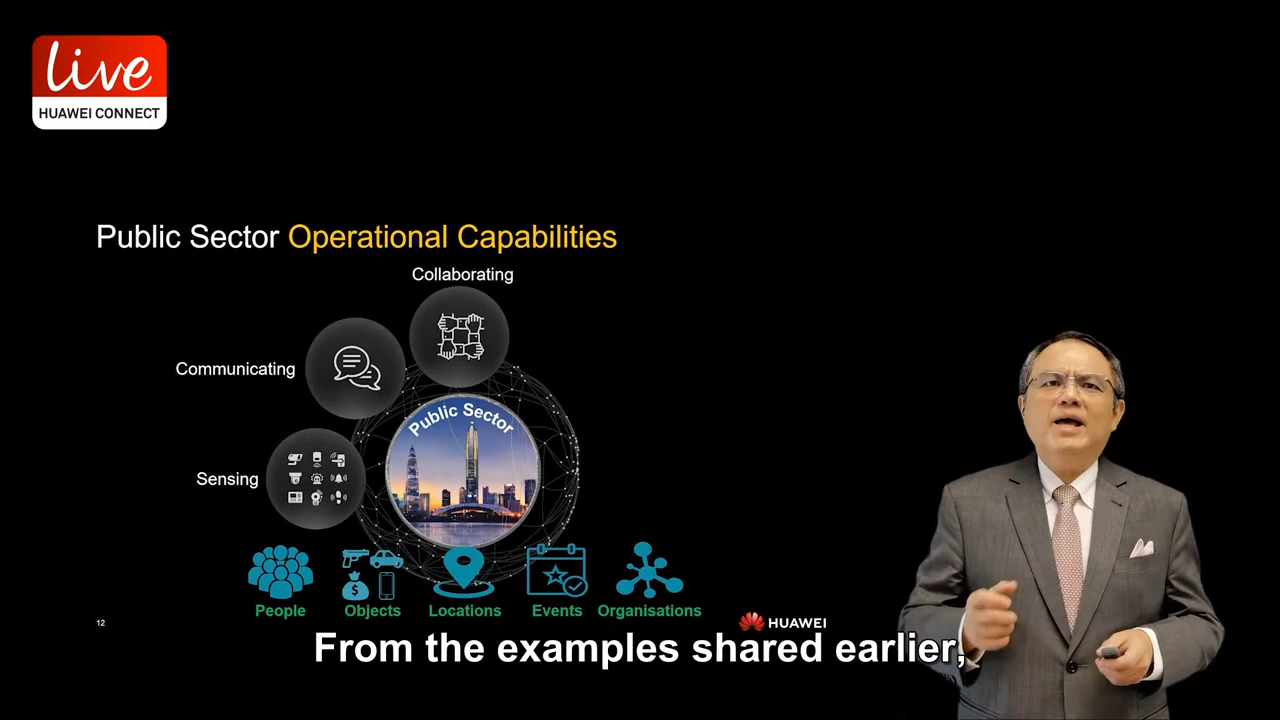 live
HUAWEI CONNECT
Public Sector Operational Capabilities
Collaborating
Communicating
Public Sector
Sensing
$
People
Objects
Locations
Events
Organisations
12
HUAWEI
From the examples shared earlier,